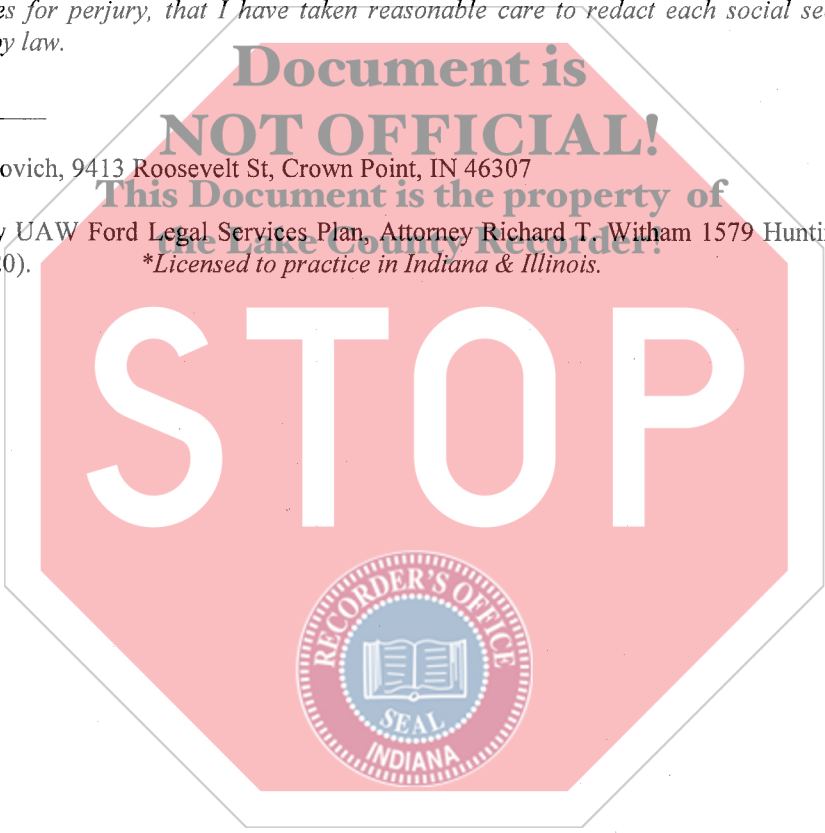 es for perjury, that I have taken reasonable care to redact each social se
by law.
Document is
NOT OFFICIAL!
ovich, 9413 Roosevelt St, Crown Point, IN 46307
This Document is the property of
y UAW Ford Legal Services Plan, Attorney Richard T. Witham 1579 Hunti
the Lake County Recorder!
0). *Licensed to practice in Indiana & Illinois.
STOP
RECORDER'S OFFICE
SEAL
INDIANA